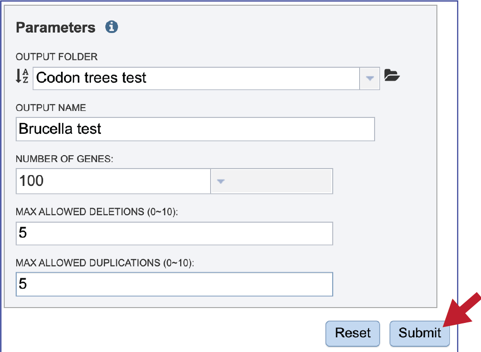 Parameters
OUTPUT FOLDER
Codon trees test
OUTPUT NAME
Brucella test
NUMBER OF GENES:
100
MAX ALLOWED DELETIONS (0~10):
5
MAX ALLOWED DUPLICATIONS (0~10):
5
Reset Submit